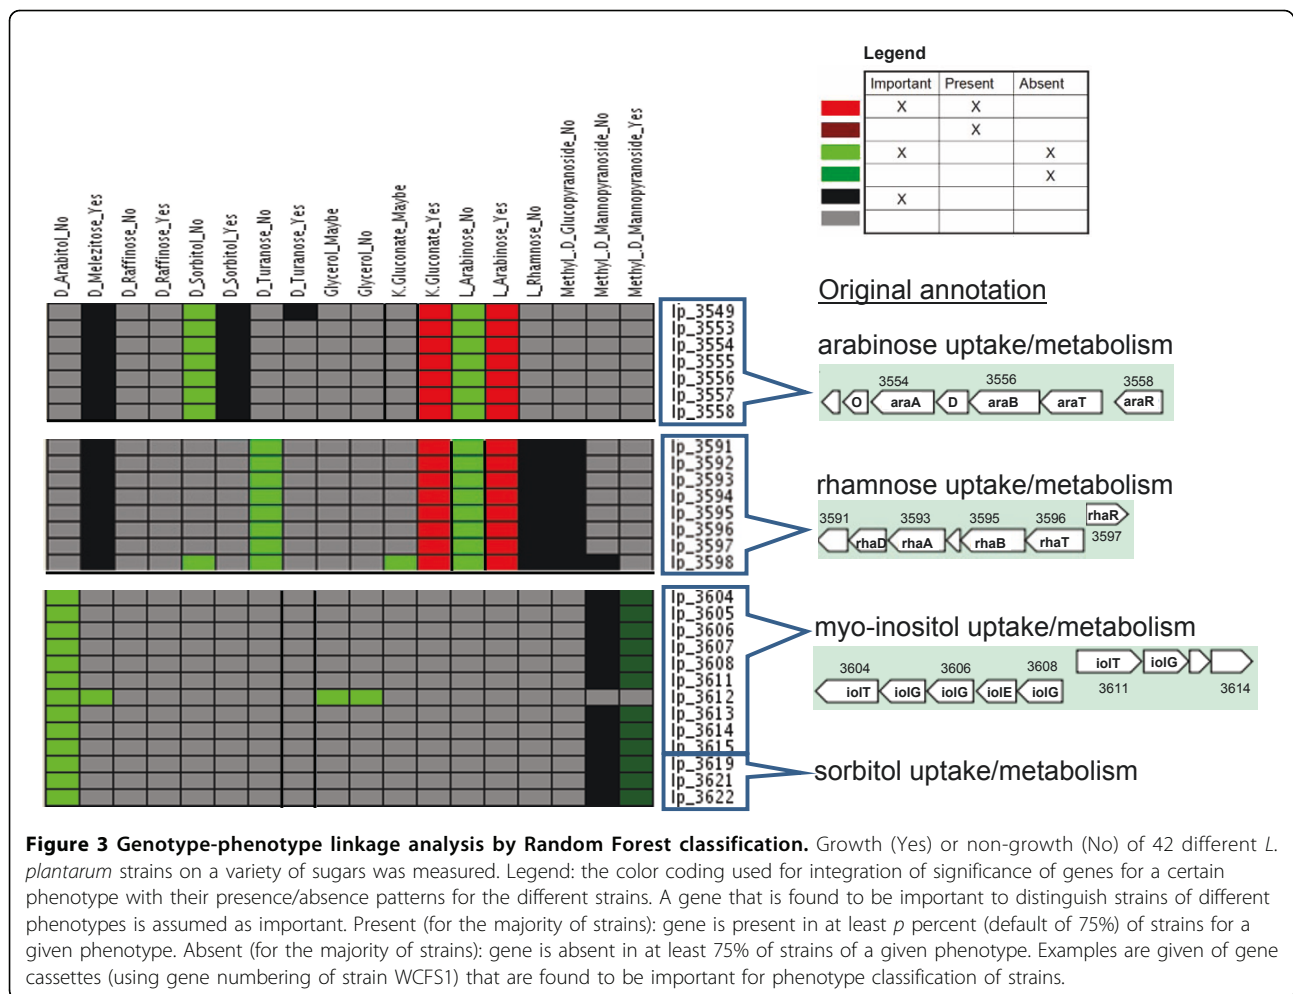 Legend
Important Present Absent
X X
X
X X
X
X
D_Arabitol_No
D_Melezitose_Yes
D_Raffinose_No
D_Raffinose_Yes
D_Sorbitol_No
D_Sorbitol_Yes
D_Turanose_No
D_Turanose_Yes
Glycerol_Maybe
Glycerol_No
K.Gluconate_Maybe
K.Gluconate_Yes
L_Arabinose_No
L_Arabinose_Yes
L_Rhamnose_No
Methyl_.D_Glucopyranoside_No
Methyl_.D_Mannopyranoside_No
Methyl_.D_Mannopyranoside_Yes
Original annotation
lp_3549
lp_3553
lp_3554
lp_3555
lp_3556
lp_3557
lp_3558
arabinose uptake/metabolism
3554 3556 3558
O araA D araB araT araR
lp_3591
lp_3592
lp_3593
lp_3594
lp_3595
lp_3596
lp_3597
lp_3598
rhamnose uptake/metabolism
3591 3593 3595 3596 rhaR
rhaD rhaA rhaB rhaT 3597
lp_3604
lp_3605
lp_3606
lp_3607
lp_3608
lp_3611
lp_3612
lp_3613
lp_3614
lp_3615
lp_3619
lp_3621
lp_3622
myo-inositol uptake/metabolism
3604 3606 3608 iolT iolG
iolT iolG iolG iolE iolG 3611 3614
sorbitol uptake/metabolism
Figure 3 Genotype-phenotype linkage analysis by Random Forest classification. Growth (Yes) or non-growth (No) of 42 different L.
plantarum strains on a variety of sugars was measured. Legend: the color coding used for integration of significance of genes for a certain
phenotype with their presence/absence patterns for the different strains. A gene that is found to be important to distinguish strains of different
phenotypes is assumed as important. Present (for the majority of strains): gene is present in at least p percent (default of 75%) of strains for a
given phenotype. Absent (for the majority of strains): gene is absent in at least 75% of strains of a given phenotype. Examples are given of gene
cassettes (using gene numbering of strain WCFS1) that are found to be important for phenotype classification of strains.